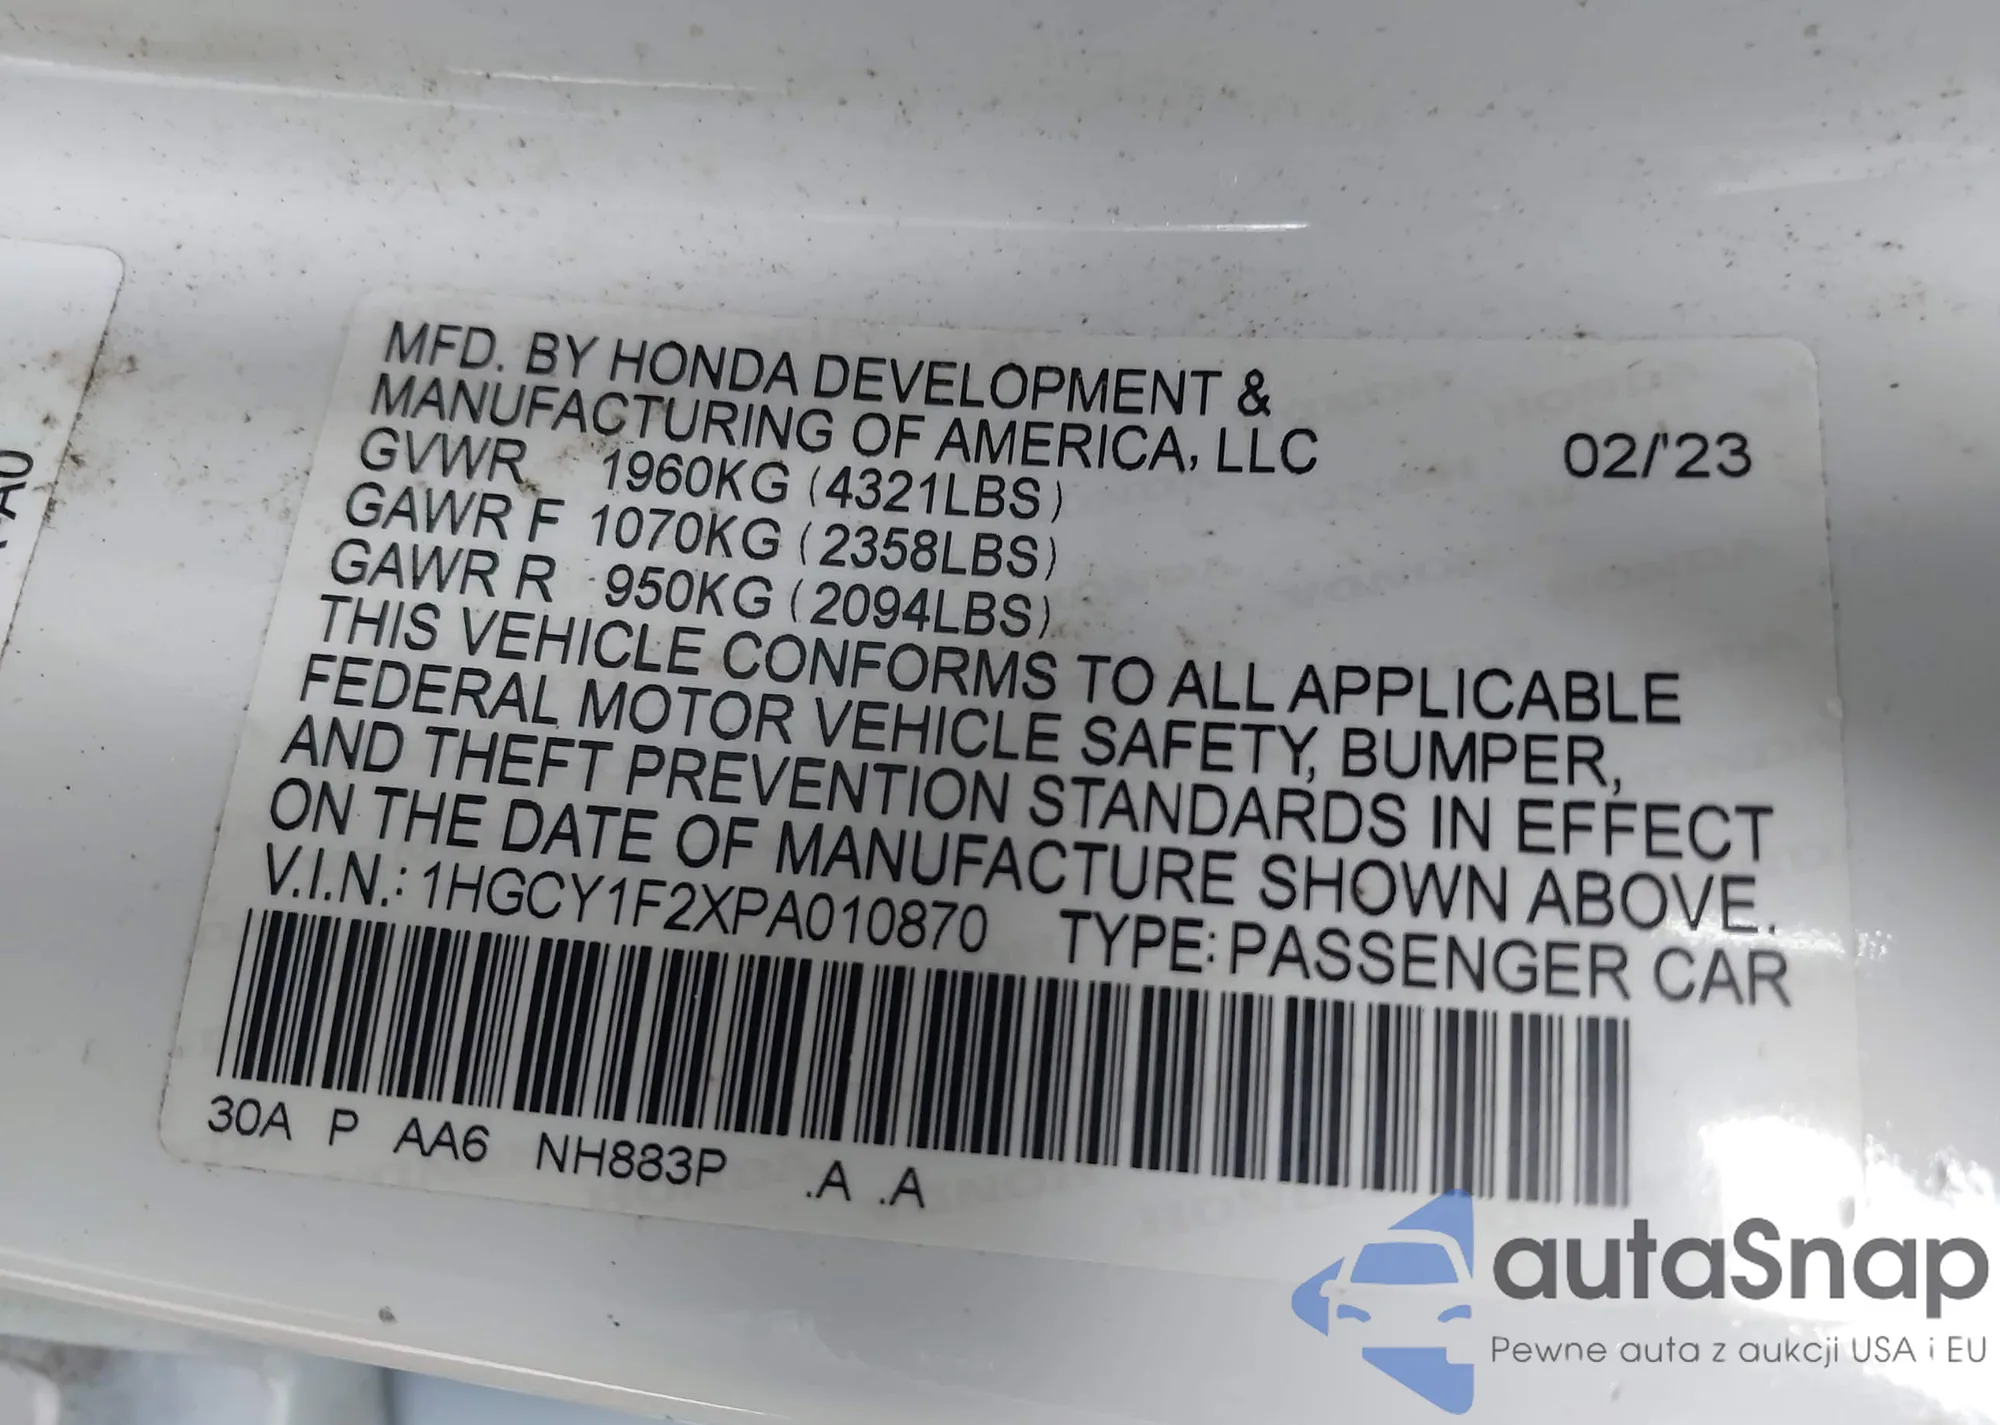 MFD. BY HONDA DEVELOPMENT &
MANUFACTURING OF AMERICA, LLC
02/'23
GVWR 1960KG (4321LBS)
GAWR F 1070KG (2358LBS)
GAWR R 950KG (2094LBS)
THIS VEHICLE CONFORMS TO ALL APPLICABLE
FEDERAL MOTOR VEHICLE SAFETY, BUMPER,
AND THEFT PREVENTION STANDARDS IN EFFECT
ON THE DATE OF MANUFACTURE SHOWN ABOVE.
V.I.N.: 1HGCY1F2XPA010870 TYPE: PASSENGER CAR
30A P AA6 NH883P .A .A
autaSnap
Pewne auta z aukcji USA i EU